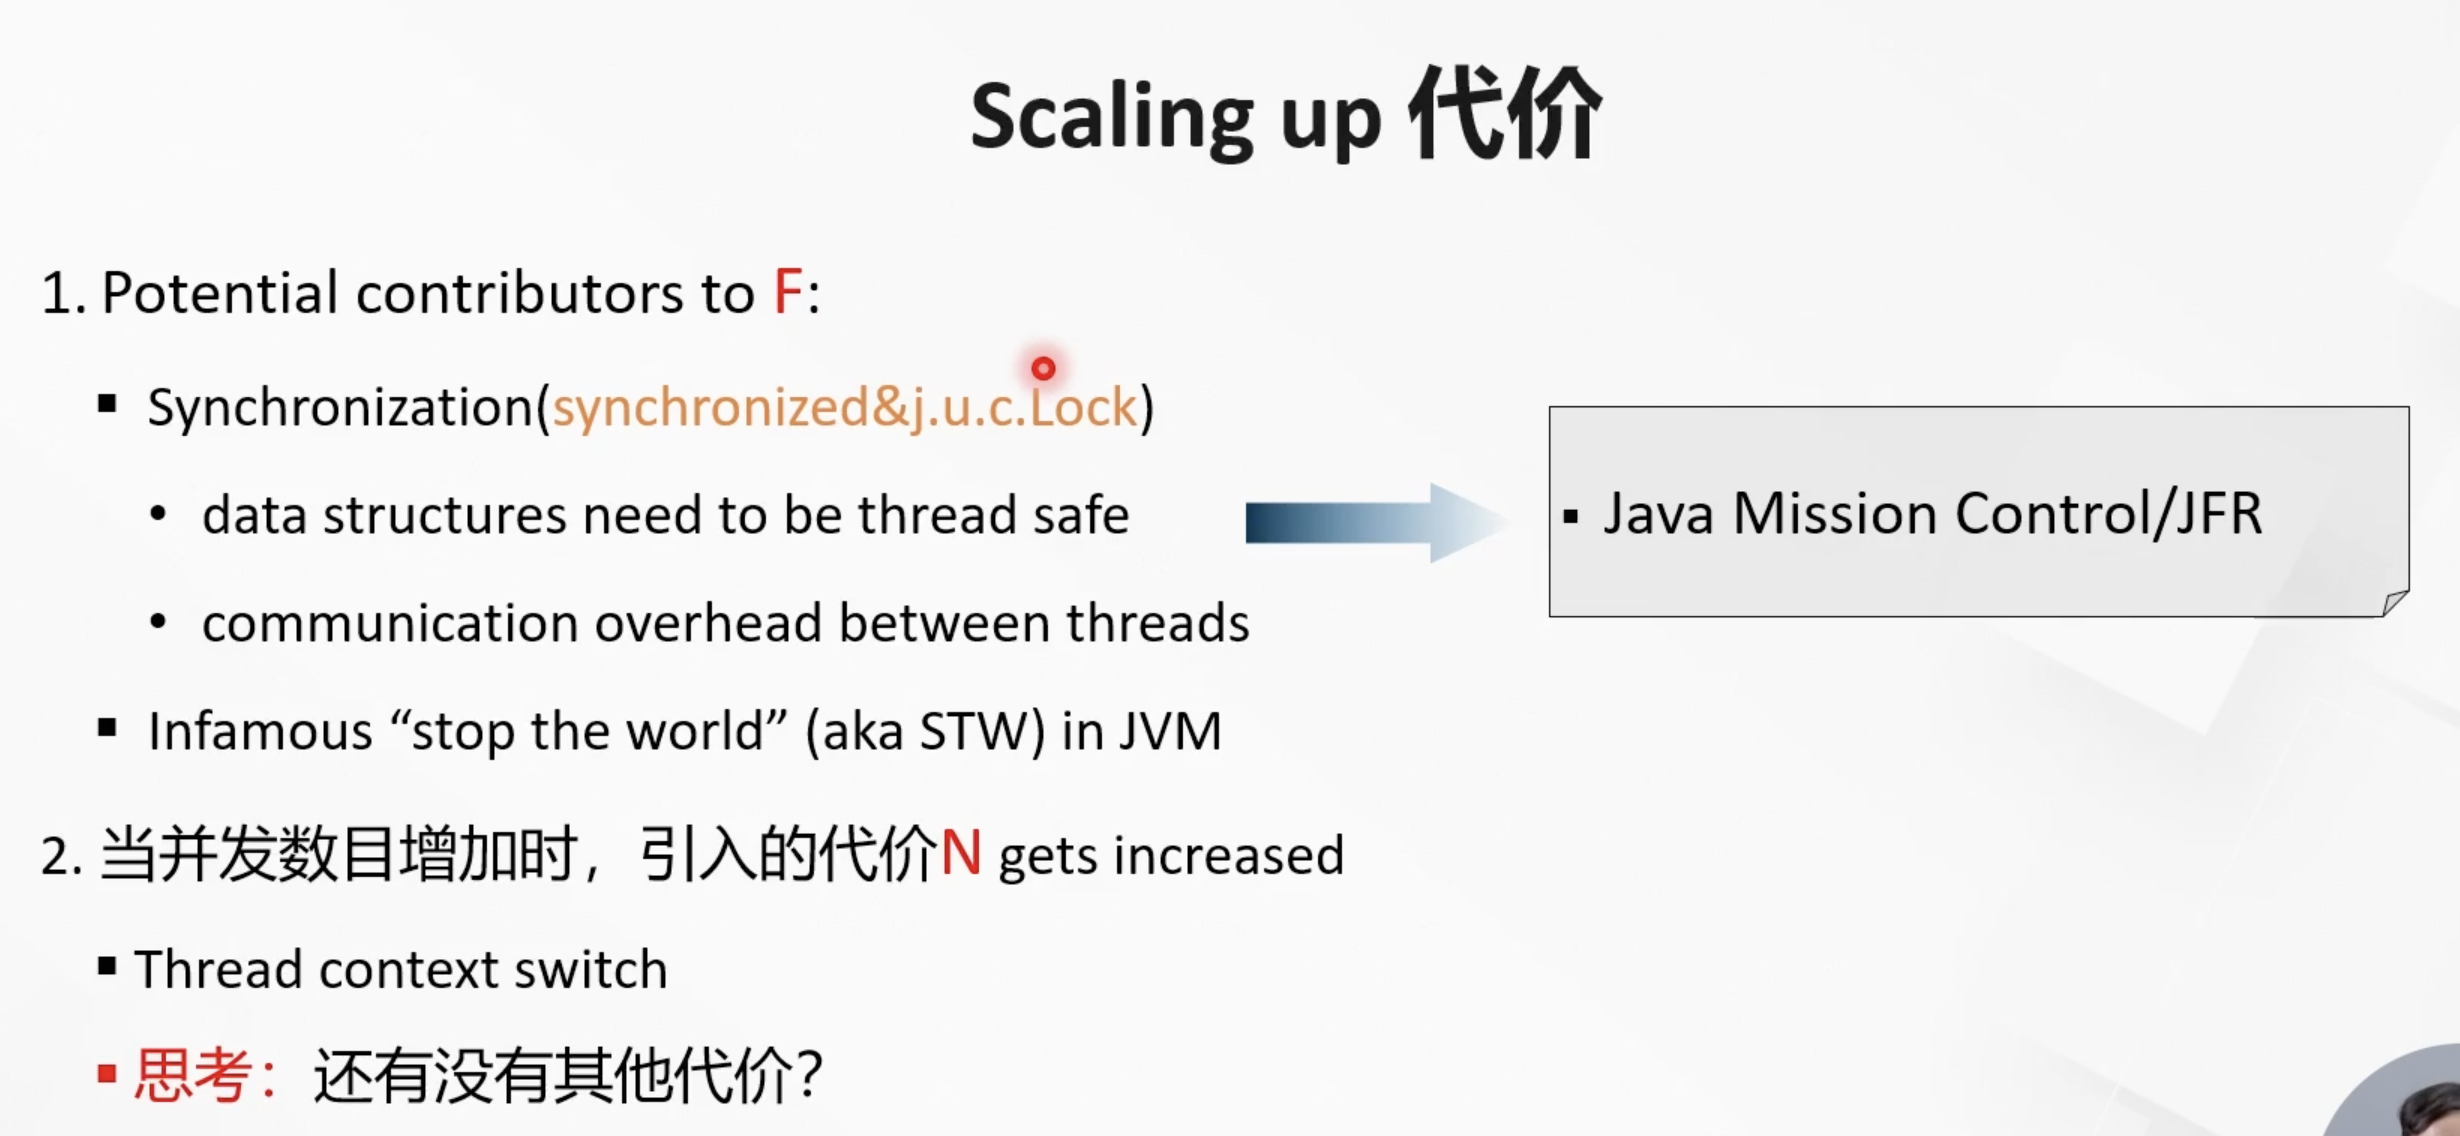 Scaling up 代价
1. Potential contributors to F:
▪ Synchronization(synchronized&j.u.c.Lock)
• data structures need to be thread safe
• communication overhead between threads
▪ Infamous “stop the world” (aka STW) in JVM
▪ Java Mission Control/JFR
2. 当并发数目增加时，引入的代价N gets increased
▪ Thread context switch
▪ 思考：还有没有其他代价？